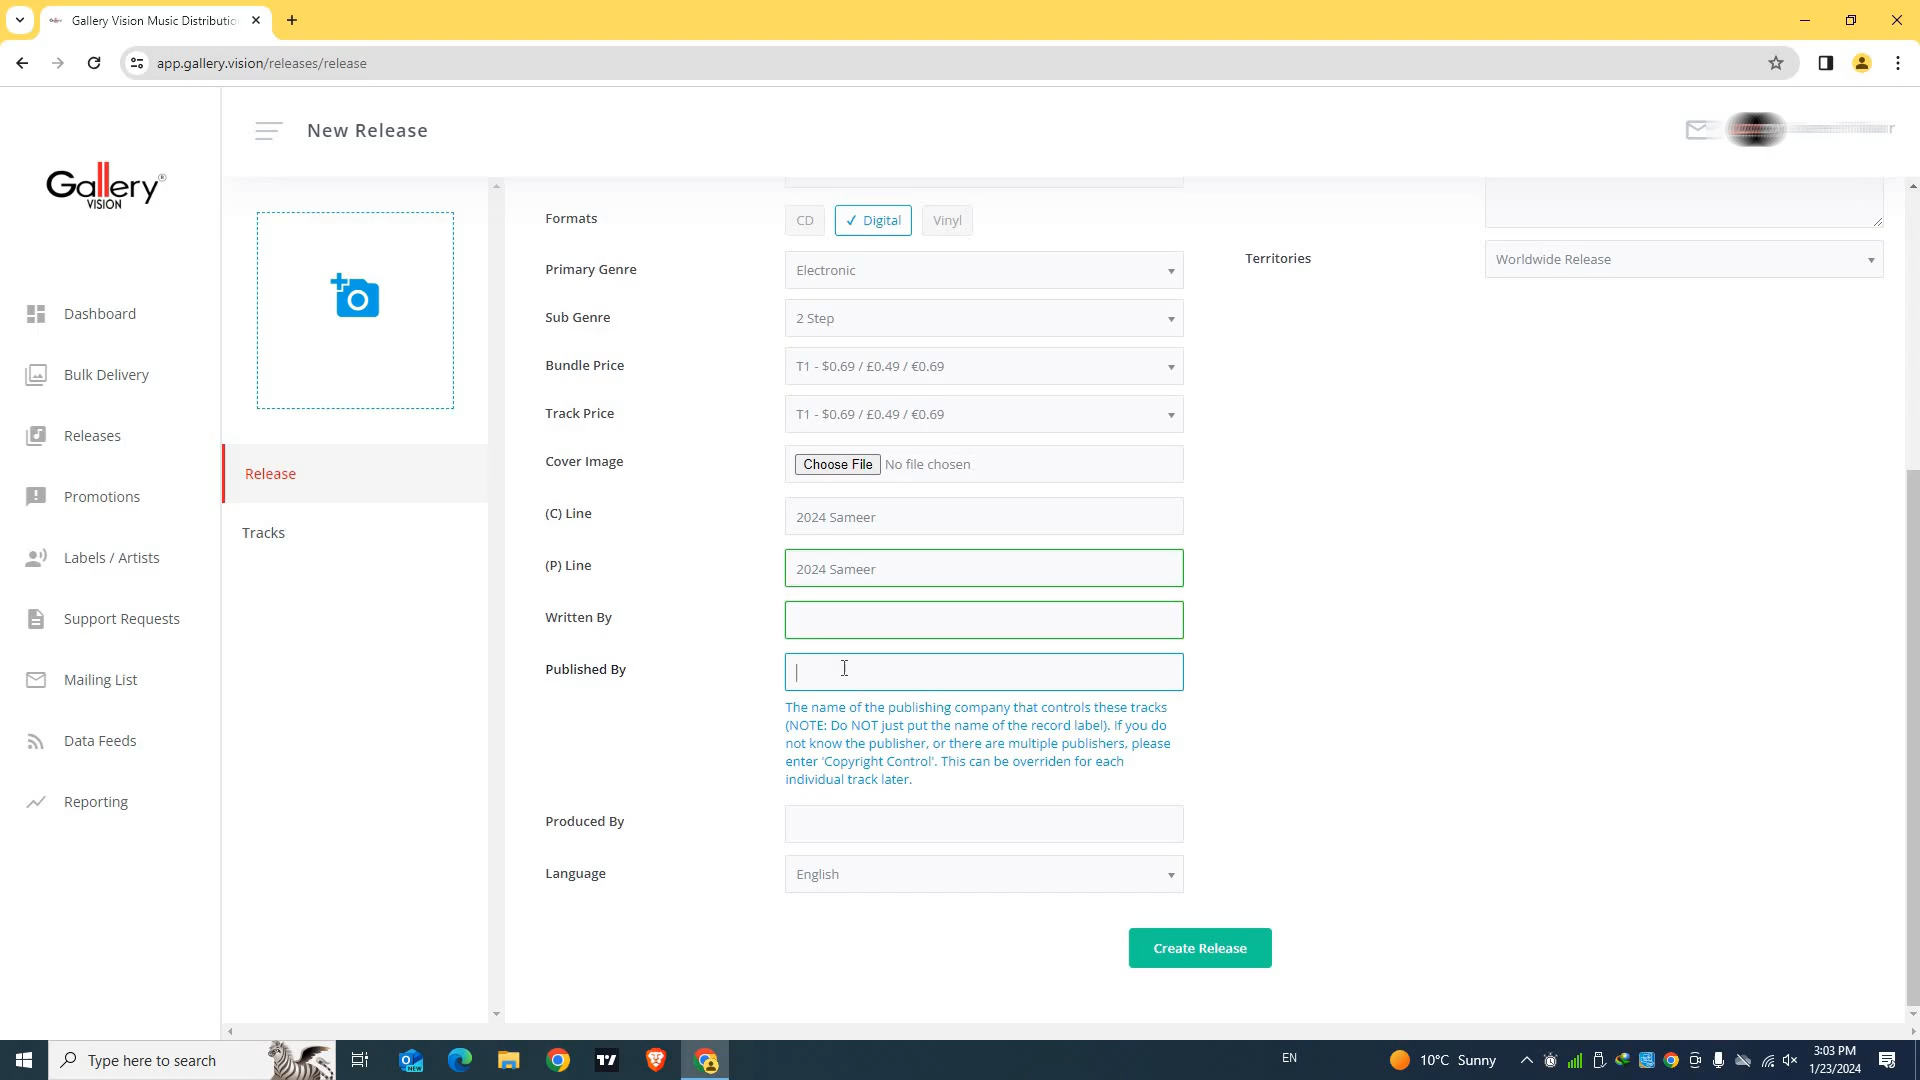 Gallery Vision Music Distributio
app.gallery.vision/releases/release
New Release
Gallery®
VISION
Dashboard
Bulk Delivery
Releases
Promotions
Labels / Artists
Support Requests
Mailing List
Data Feeds
Reporting
Release
Tracks
Formats
CD
✓ Digital
Vinyl
Primary Genre
Electronic
Sub Genre
2 Step
Bundle Price
T1 - $0.69 / £0.49 / €0.69
Track Price
T1 - $0.69 / £0.49 / €0.69
Cover Image
Choose File No file chosen
(C) Line
2024 Sameer
(P) Line
2024 Sameer
Written By
Published By
The name of the publishing company that controls these tracks
(NOTE: Do NOT just put the name of the record label). If you do
not know the publisher, or there are multiple publishers, please
enter 'Copyright Control'. This can be overriden for each
individual track later.
Produced By
Language
English
Territories
Worldwide Release
Create Release
Type here to search
NEW
EN
10°C Sunny
3:03 PM
1/23/2024